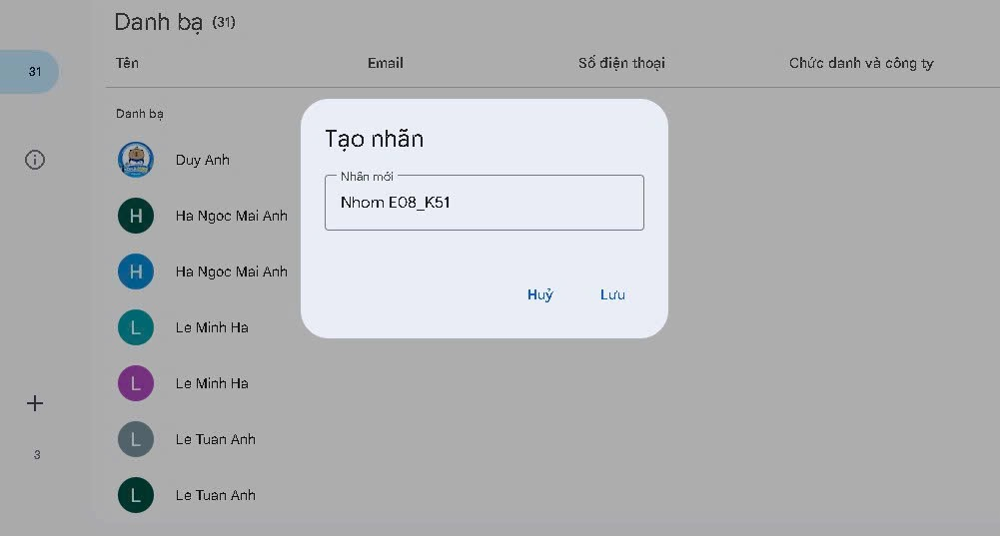 Danh bạ (31)
Tên Email Số điện thoại Chức danh và công ty
31
Danh bạ
Tạo nhãn
Nhãn mới
Nhom E08_K51
Huỷ Lưu
Duy Anh
H Ha Ngoc Mai Anh
H Ha Ngoc Mai Anh
L Le Minh Ha
L Le Minh Ha
L Le Tuan Anh
3
L Le Tuan Anh